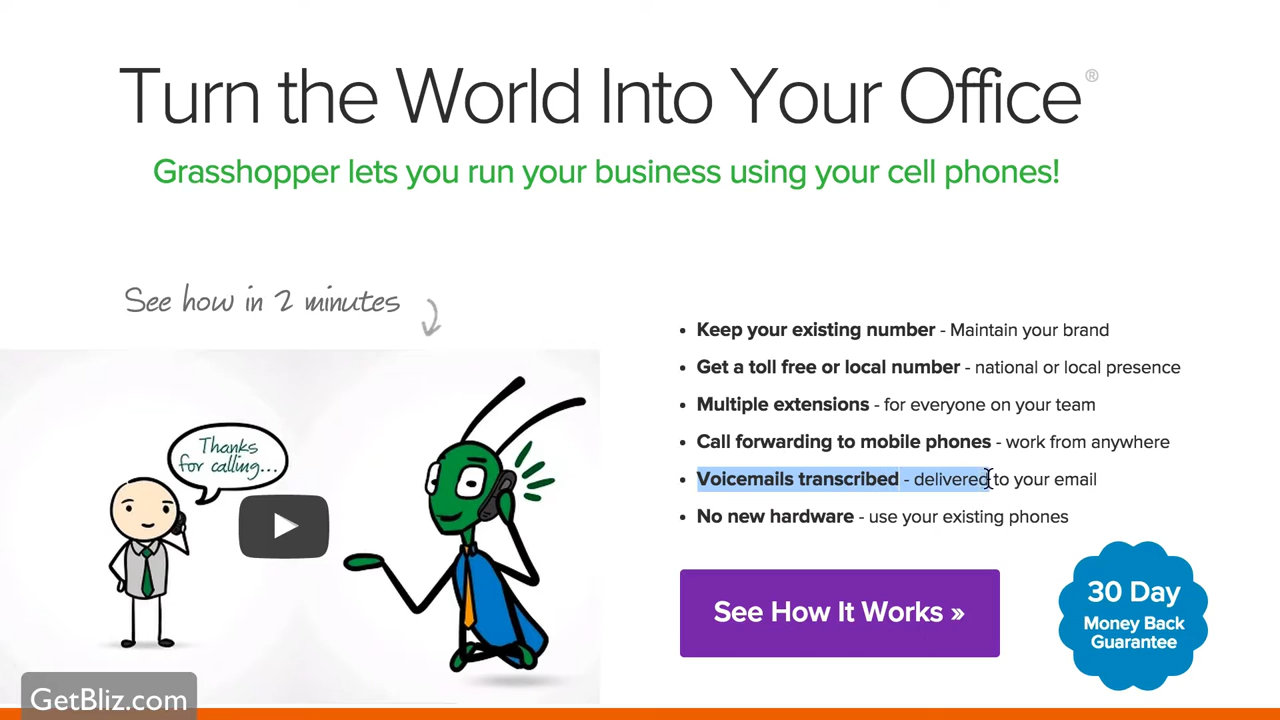 Turn the World Into Your Office®
Grasshopper lets you run your business using your cell phones!
See how in 2 minutes
Thanks
for calling...
• Keep your existing number - Maintain your brand
• Get a toll free or local number - national or local presence
• Multiple extensions - for everyone on your team
• Call forwarding to mobile phones - work from anywhere
• Voicemails transcribed - delivered to your email
• No new hardware - use your existing phones
See How It Works »
30 Day
Money Back
Guarantee
GetBliz.com